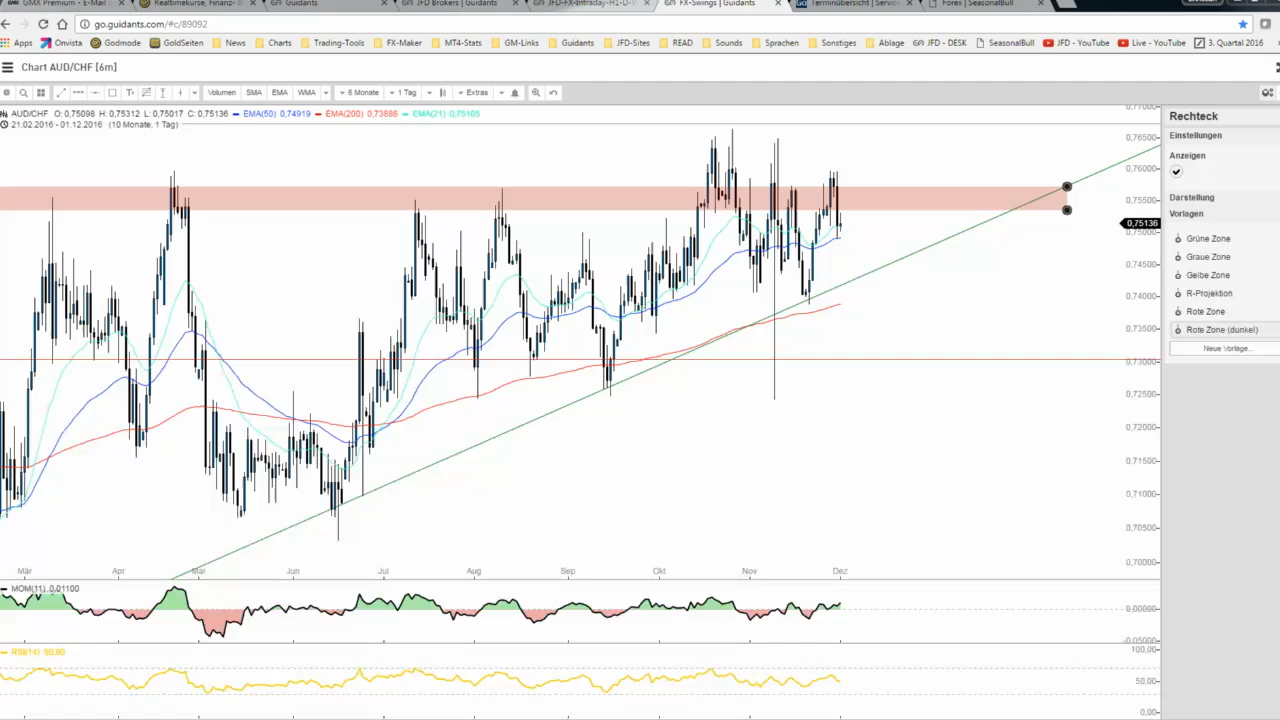 GMX Premium - E-Mail
Realtimekurse, Finanz-
Guidants
JFD Brokers | Guidants
JFD-FX-Intraday-H1-D-V
FX-Swings | Guidants
Terminübersicht | Servic
Forex | SeasonalBull
go.guidants.com/#c/89092
Apps Onvista Godmode GoldSeiten News Charts Trading-Tools FX-Maker MT4-Stats GM-Links Guidants JFD-Sites READ Sounds Sprachen Sonstiges Ablage JFD - DESK SeasonalBull JFD - YouTube Live - YouTube 3. Quartal 2016
Chart AUD/CHF [6m]
Volumen SMA EMA WMA 6 Monate 1 Tag Extras
AUD/CHF O: 0,75098 H: 0,75312 L: 0,75017 C: 0,75136 EMA(50) 0,74919 EMA(200) 0,73886 EMA(21) 0,75105
21.02.2016 - 01.12.2016 (10 Monate, 1 Tag)
0,77000
0,76500
0,76000
0,75500
0,75136
0,75000
0,74500
0,74000
0,73500
0,73000
0,72500
0,72000
0,71500
0,71000
0,70500
0,70000
Mär Apr Mai Jun Jul Aug Sep Okt Nov Dez
MOM(11) 0,01100
0,00000
-0,05000
RSI(14) 50,80
100,00
50,00
0,00
Rechteck
Einstellungen
Anzeigen
Darstellung
Vorlagen
Grüne Zone
Graue Zone
Gelbe Zone
R-Projektion
Rote Zone
Rote Zone (dunkel)
Neue Vorlage...